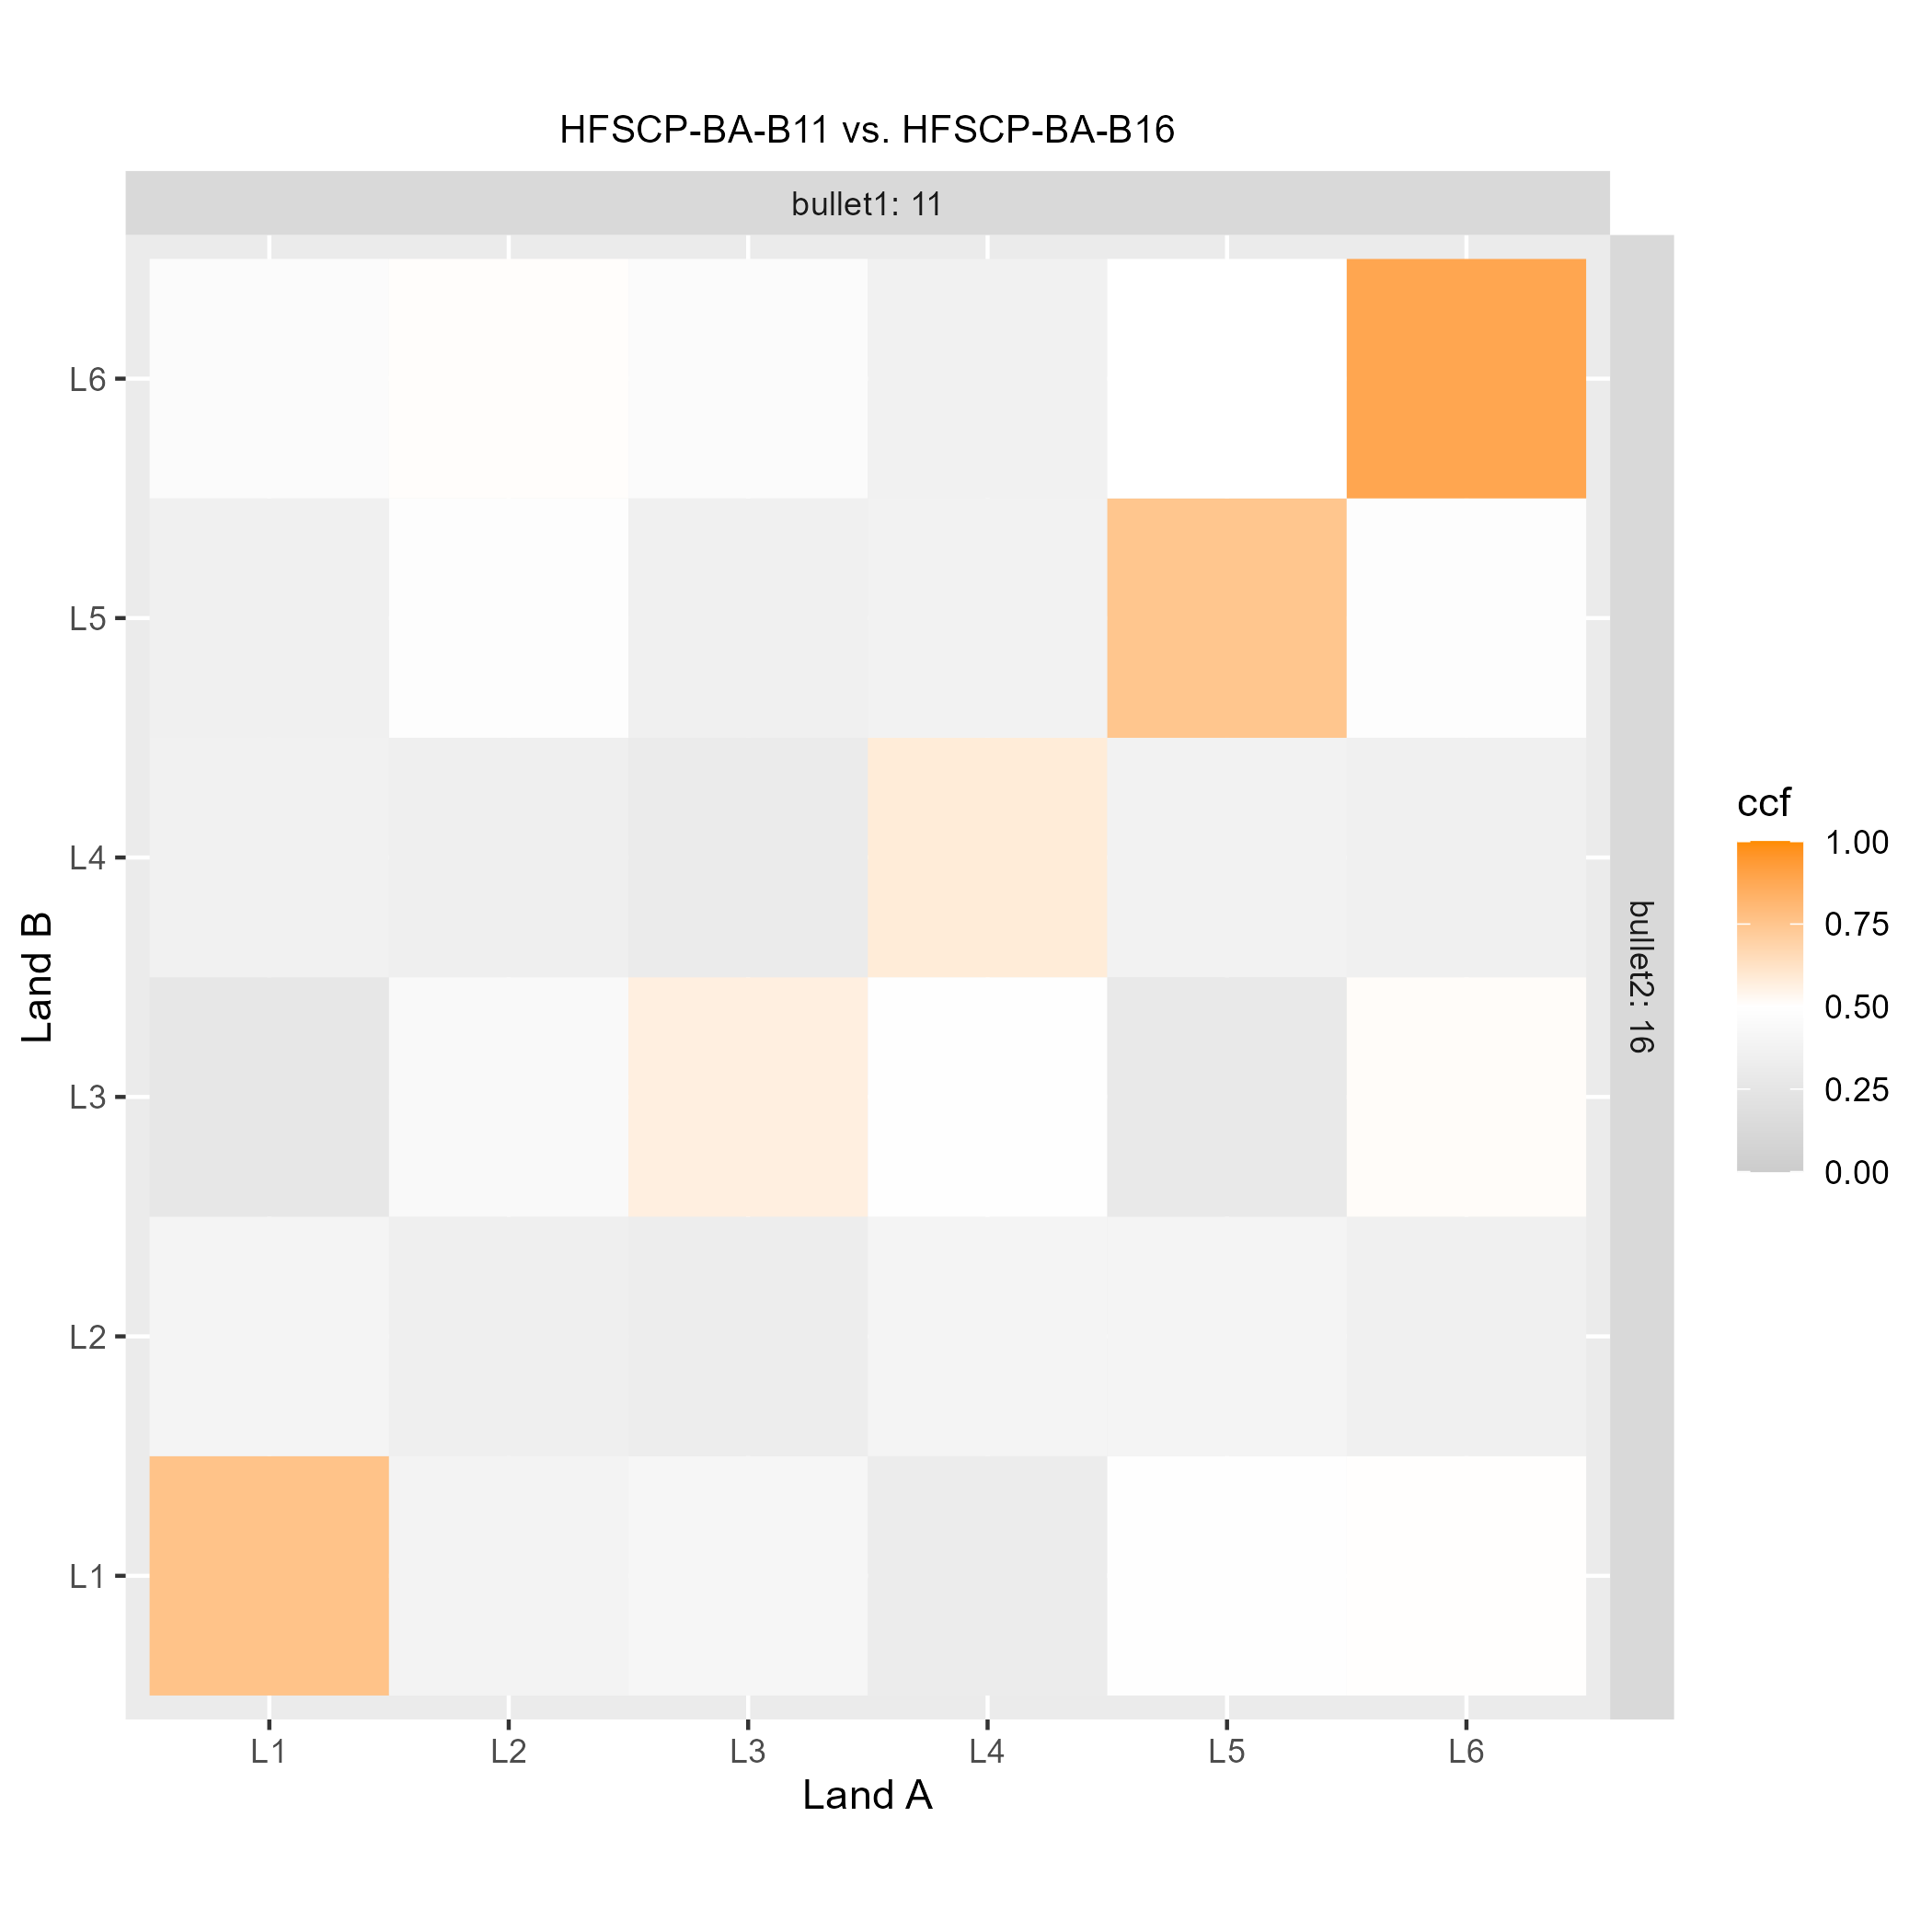 HFSCP-BA-B11 vs. HFSCP-BA-B16
bullet1: 11
L6
L5
L4
L3
L2
L1
Land B
bullet2: 16
ccf
1.00
0.75
0.50
0.25
0.00
L1 L2 L3 L4 L5 L6
Land A